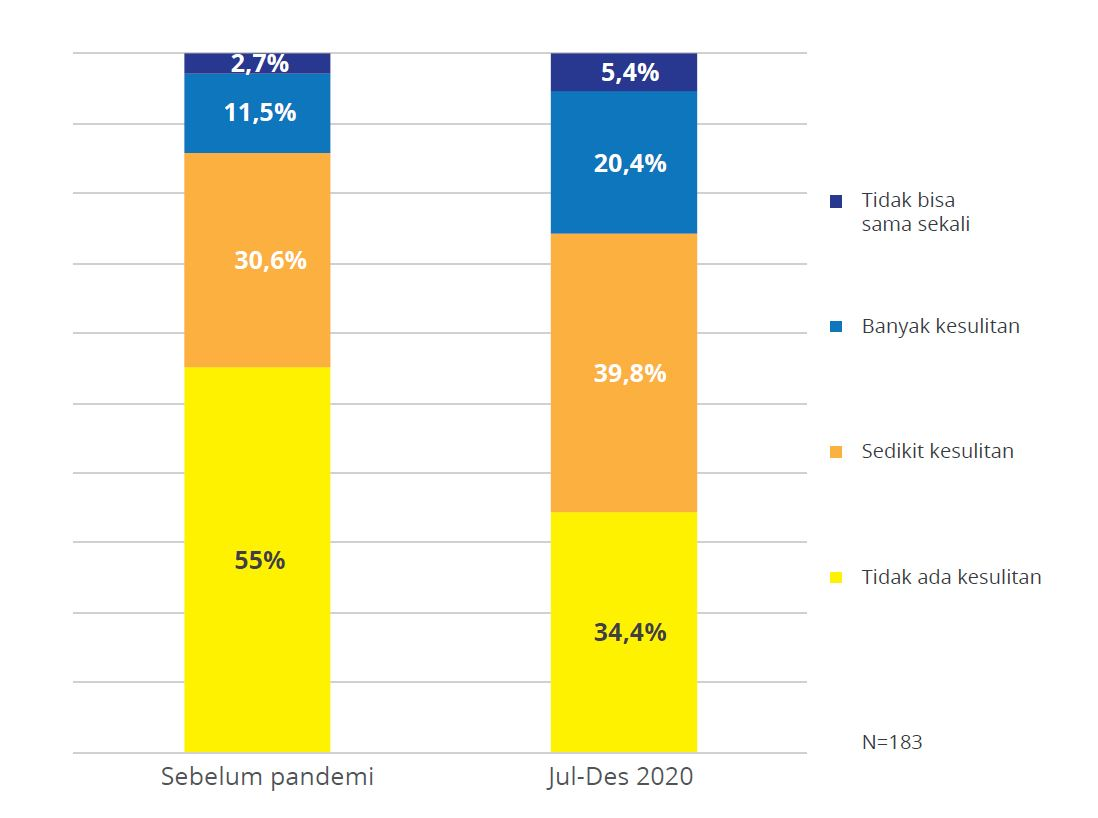 2,7%
11,5%
30,6%
55%
Sebelum pandemi
5,4%
20,4%
39,8%
34,4%
Jul-Des 2020
Tidak bisa
sama sekali
Banyak kesulitan
Sedikit kesulitan
Tidak ada kesulitan
N=183